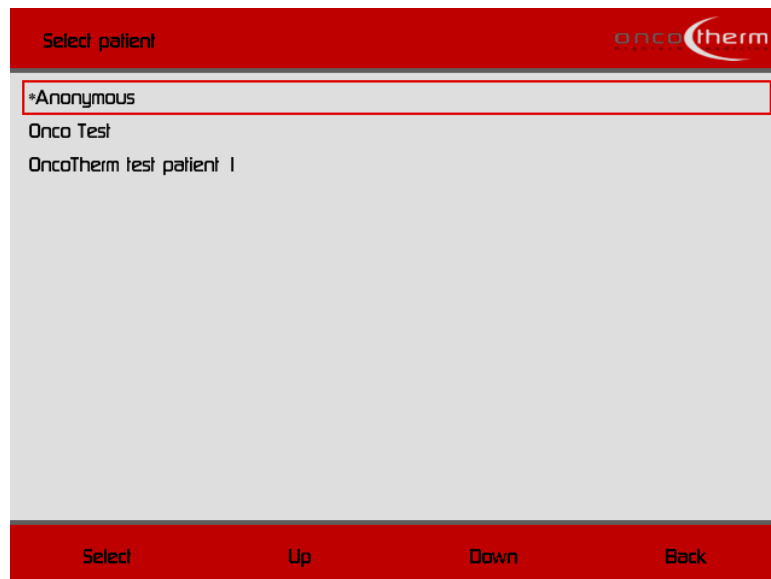 Select patient
oncotherm
*Anonymous
Onco Test
OncoTherm test patient 1
Select Up Down Back